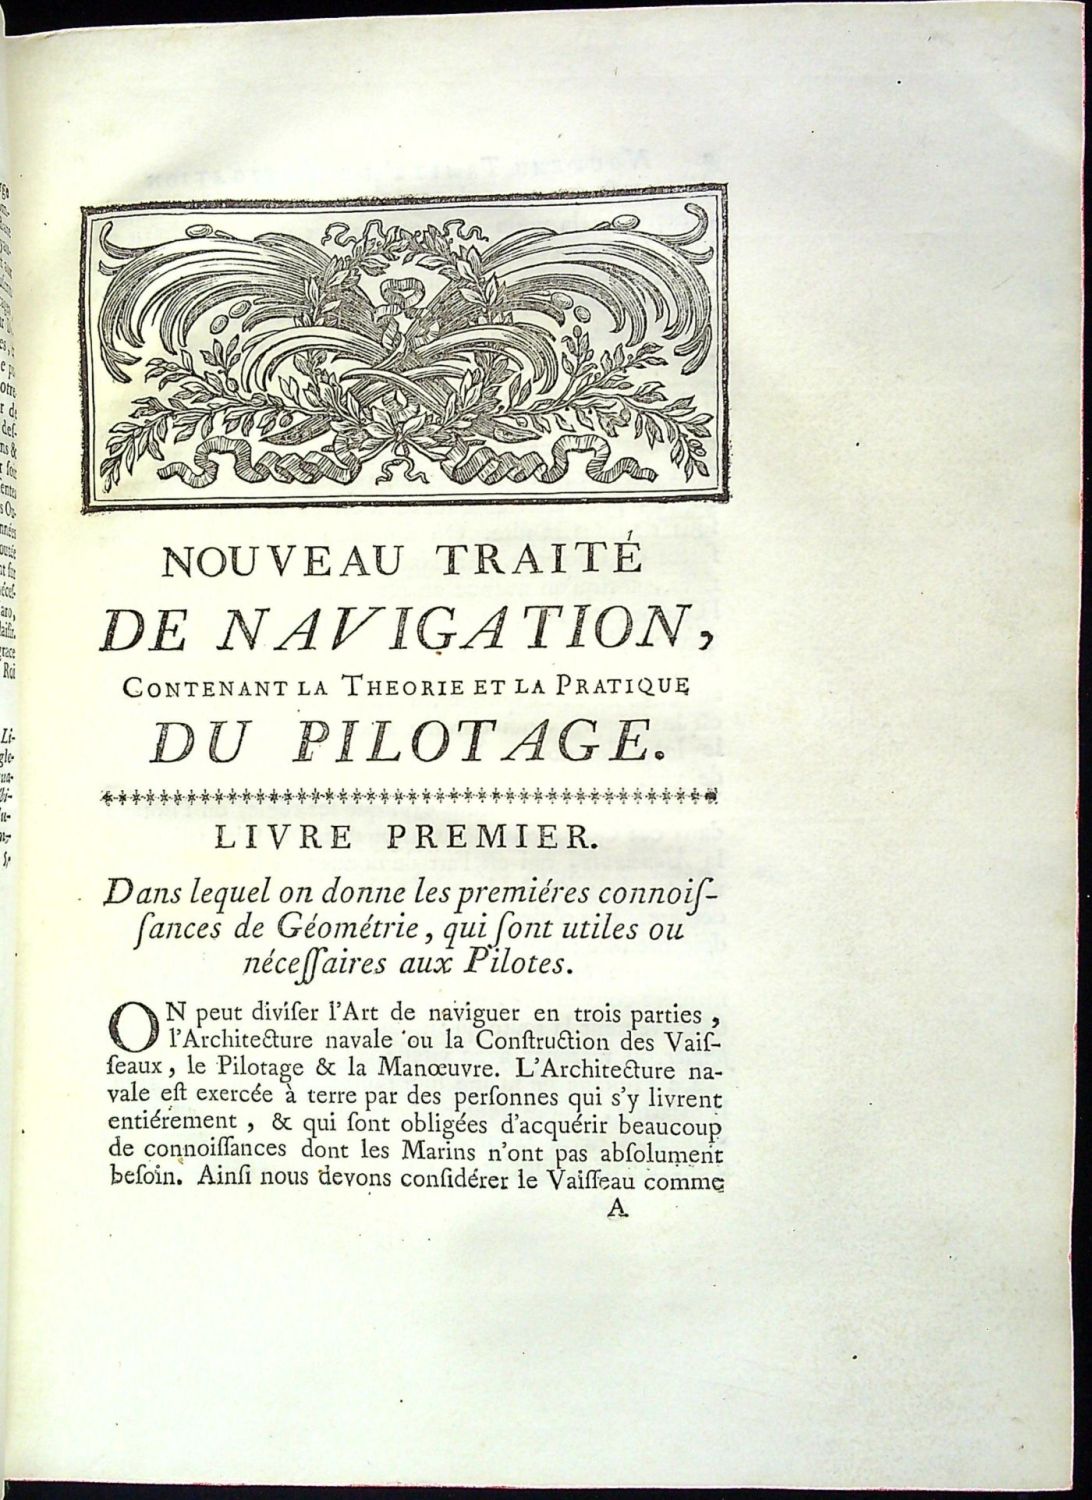 NOUVEAU TRAITÉ
DE NAVIGATION,
CONTENANT LA THEORIE ET LA PRATIQUE
DU PILOTAGE.
LIVRE PREMIER.
Dans lequel on donne les premiéres connoiſ-
ſances de Géométrie, qui ſont utiles ou
néceſſaires aux Pilotes.
ON peut diviſer l'Art de naviguer en trois parties,
l'Architecture navale ou la Conſtruction des Vaiſ-
ſeaux, le Pilotage & la Manœuvre. L'Architecture na-
vale eſt exercée à terre par des perſonnes qui s'y livrent
entiérement, & qui ſont obligées d'acquérir beaucoup
de connoiſſances dont les Marins n'ont pas abſolument
beſoin. Ainſi nous devons conſidérer le Vaiſſeau comme
A